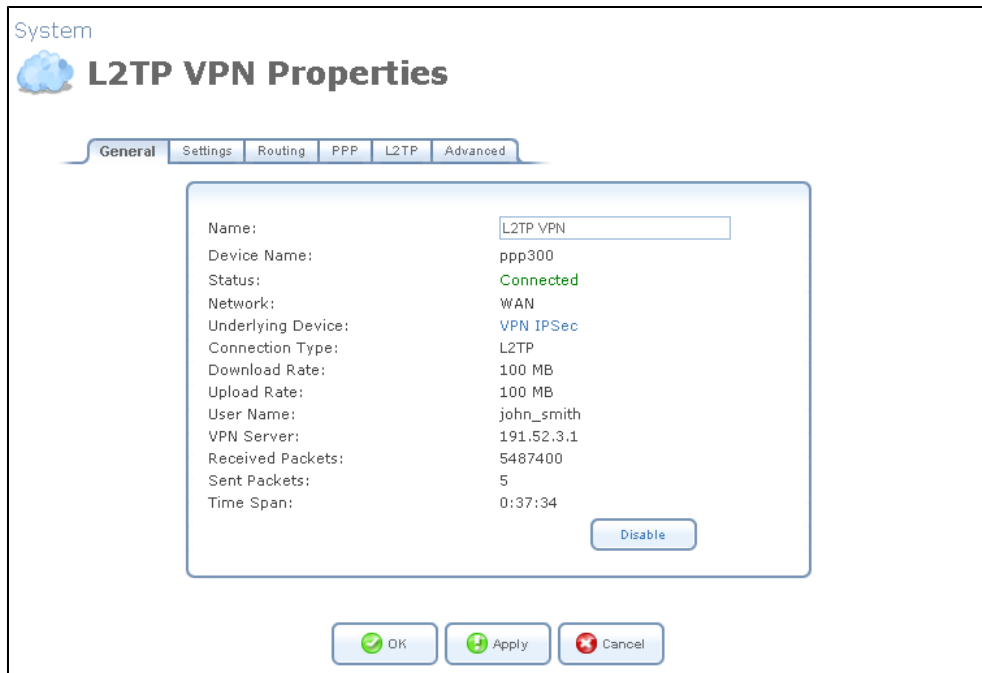 System
L2TP VPN Properties
General Settings Routing PPP L2TP Advanced
Name: L2TP VPN
Device Name: ppp300
Status: Connected
Network: WAN
Underlying Device: VPN IPSec
Connection Type: L2TP
Download Rate: 100 MB
Upload Rate: 100 MB
User Name: john_smith
VPN Server: 191.52.3.1
Received Packets: 5487400
Sent Packets: 5
Time Span: 0:37:34
Disable
OK Apply Cancel